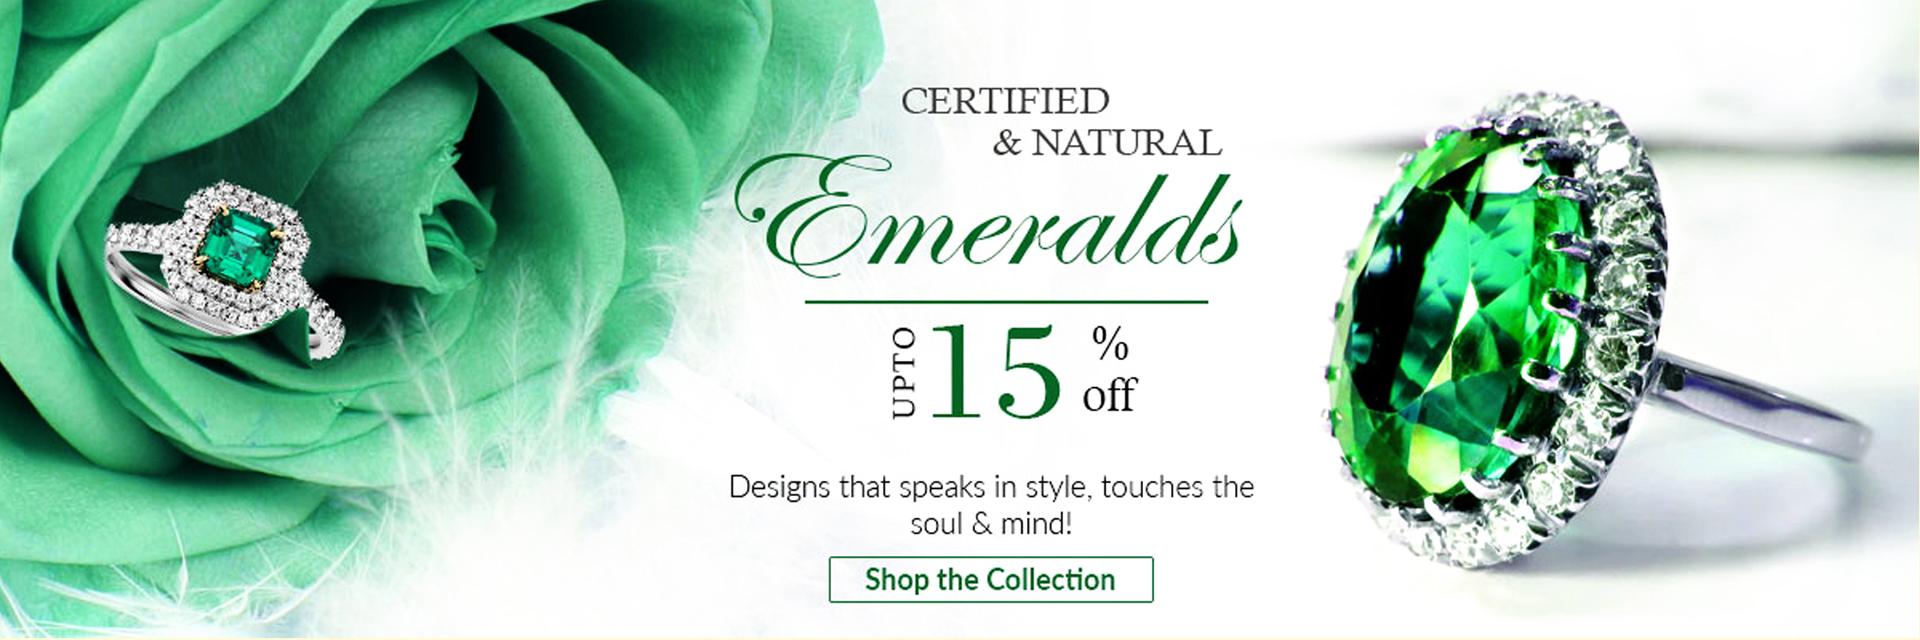 CERTIFIED
& NATURAL
Emeralds
UPTO 15 % off
Designs that speaks in style, touches the
soul & mind!
Shop the Collection